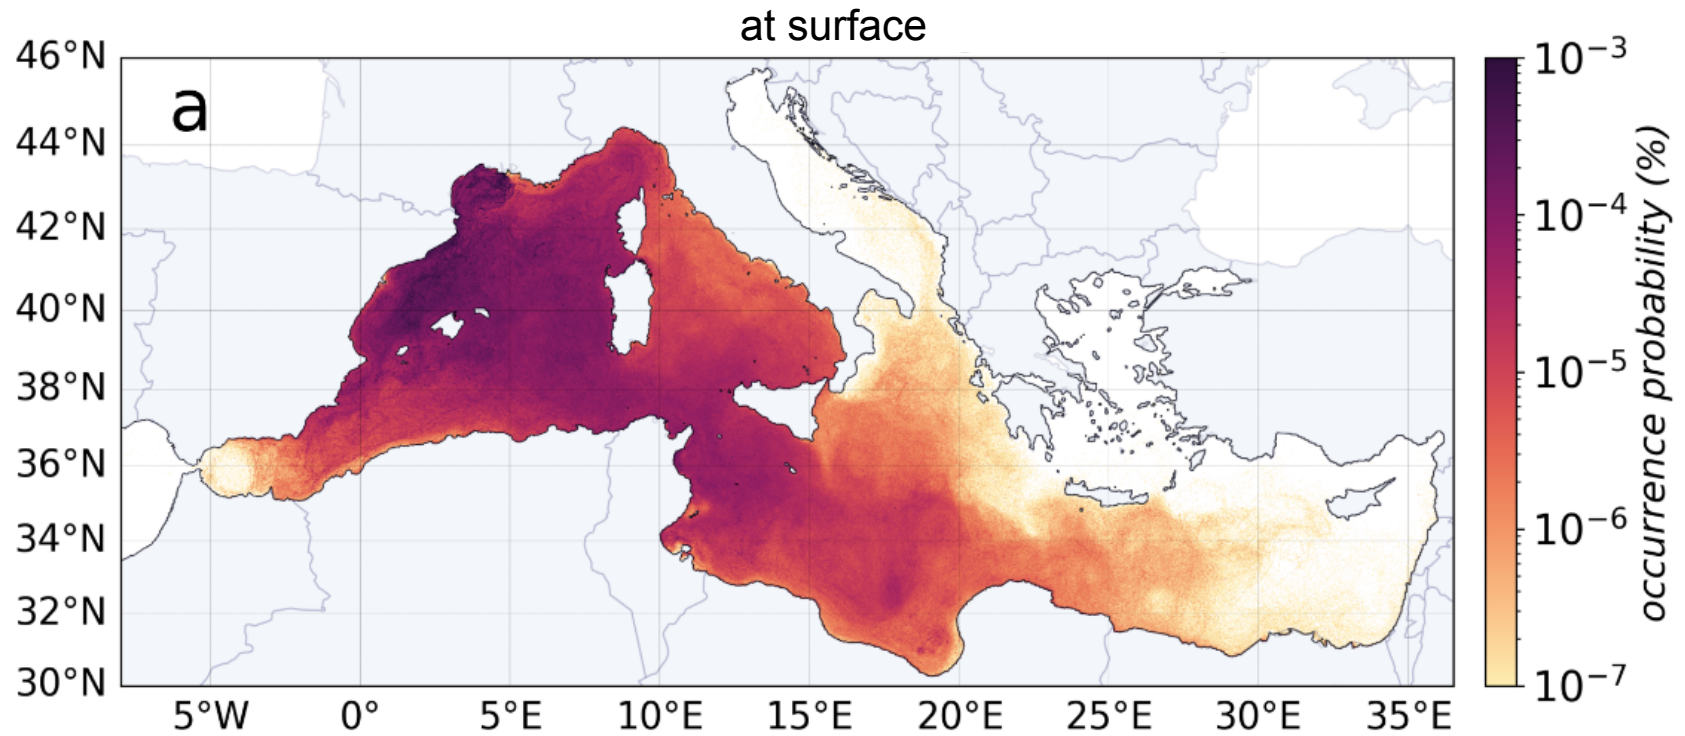 at surface
a
46°N
44°N
42°N
40°N
38°N
36°N
34°N
32°N
30°N
5°W 0° 5°E 10°E 15°E 20°E 25°E 30°E 35°E
10⁻³
10⁻⁴
10⁻⁵
10⁻⁶
10⁻⁷
occurrence probability (%)